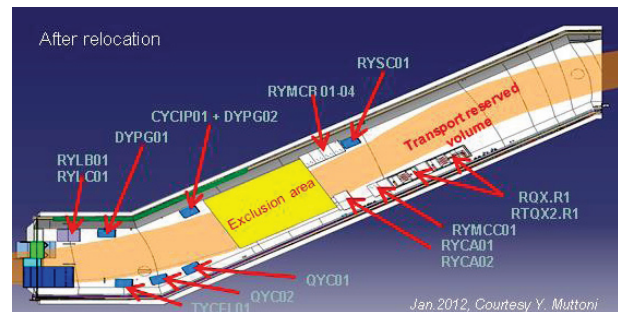 After relocation
RYSC01
RYMCB 01-04
CYCIP01 + DYPG02
DYPG01
RYLB01
RYLC01
Transport reserved
volume
Exclusion area
RQX.R1
RTQX2.R1
RYMCC01
RYCA01
RYCA02
QYC01
QYC02
TYCFL01
Jan.2012, Courtesy Y. Muttoni